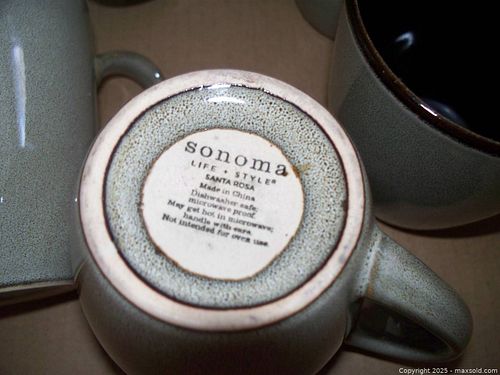 sonoma
LIFE + STYLE®
SANTA ROSA
Made in China
Dishwasher safe;
microwave proof.
May get hot in microwave;
handle with care.
Not intended for oven use.
Copyright 2025 - maxsold.com